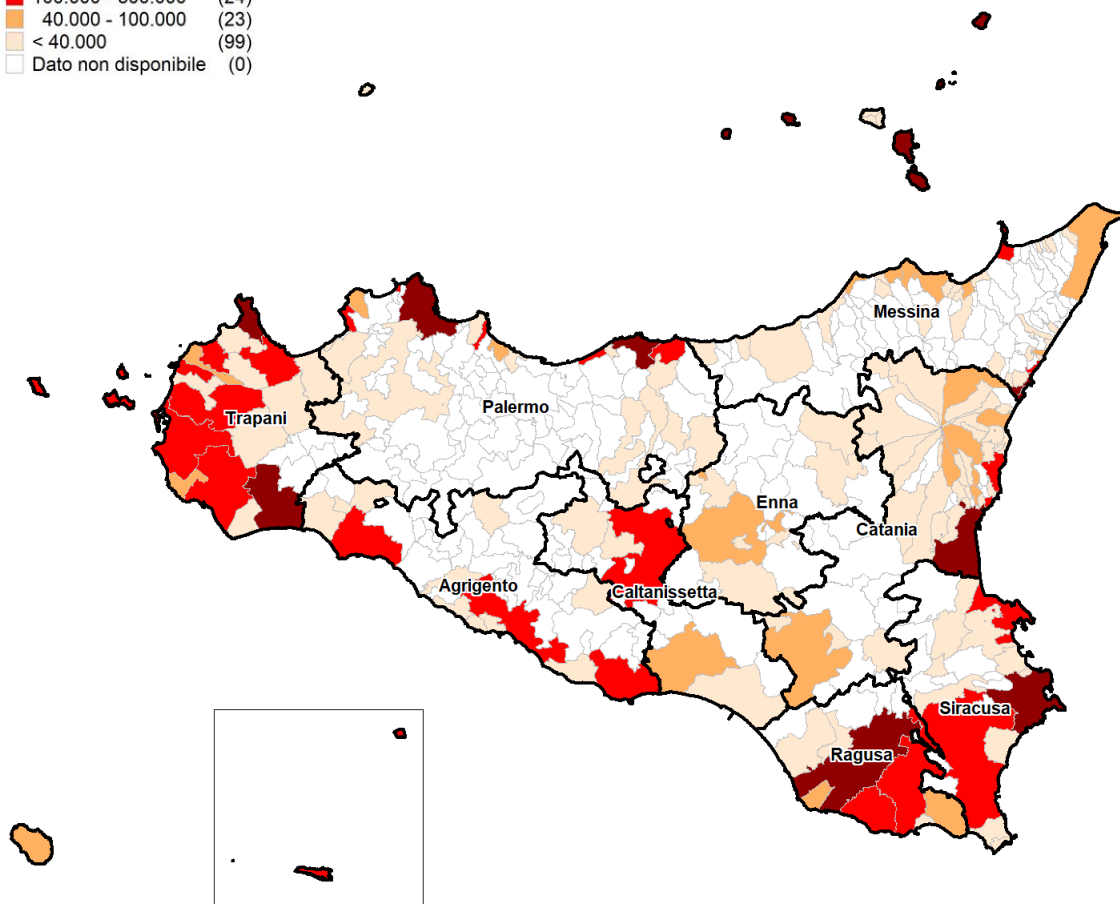 40.000 - 100.000 (23)
< 40.000 (99)
Dato non disponibile (0)
Messina
Palermo
Trapani
Enna
Catania
Agrigento
Caltanissetta
Siracusa
Ragusa